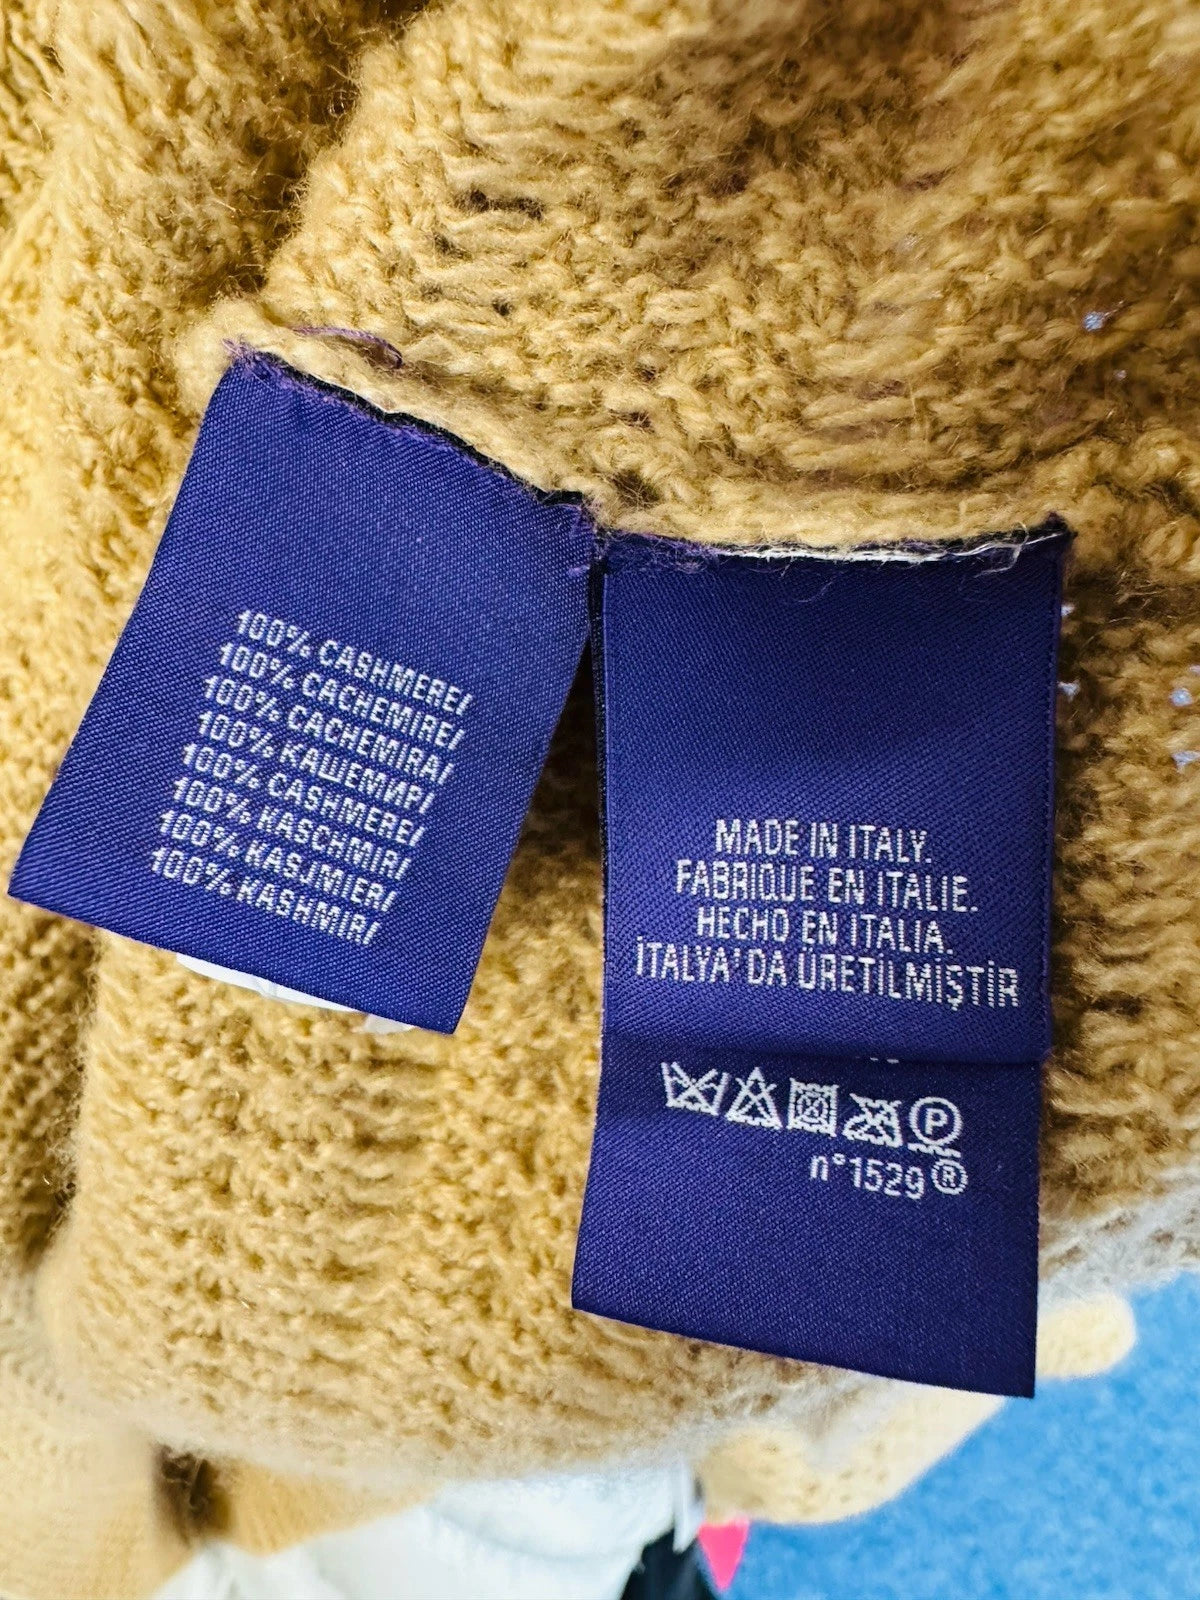 100% CASHMERE/
100% CACHEMIRE/
100% CACHEMIRA/
100% КАШЕМИР/
100% CASHMERE/
100% KASCHMIR/
100% KASJMIER/
100% KASHMIR/
MADE IN ITALY.
FABRIQUE EN ITALIE.
HECHO EN ITALIA.
İTALYA' DA ÜRETİLMİŞTİR
P
n°1529®